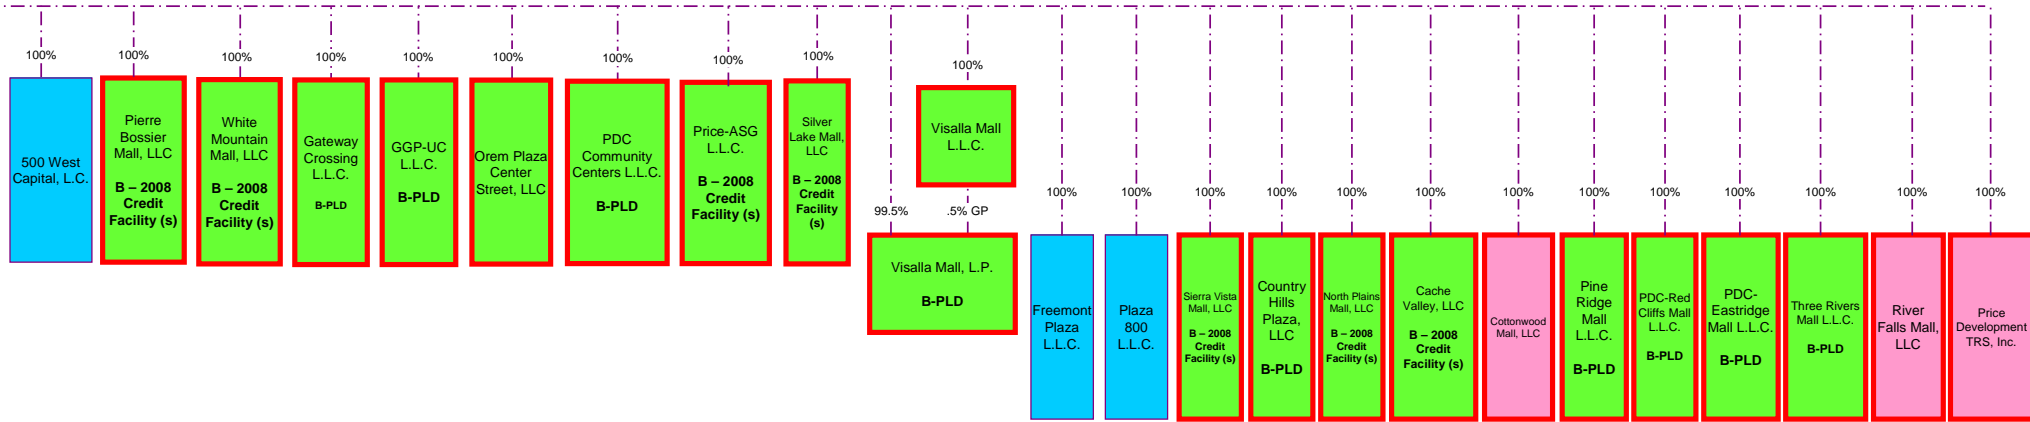 100%
500 West
Capital, L.C.
100%
Pierre
Bossier
Mall, LLC
B – 2008
Credit
Facility (s)
100%
White
Mountain
Mall, LLC
B – 2008
Credit
Facility (s)
100%
Gateway
Crossing
L.L.C.
B-PLD
100%
GGP-UC
L.L.C.
B-PLD
100%
Orem Plaza
Center
Street, LLC
100%
PDC
Community
Centers L.L.C.
B-PLD
100%
Price-ASG
L.L.C.
B – 2008
Credit
Facility (s)
100%
Silver
Lake Mall,
LLC
B – 2008
Credit
Facility
(s)
100%
Visalla Mall
L.L.C.
99.5%
.5% GP
Visalla Mall, L.P.
B-PLD
100%
Freemont
Plaza
L.L.C.
100%
Plaza
800
L.L.C.
100%
Sierra Vista
Mall, LLC
B – 2008
Credit
Facility (s)
100%
Country
Hills
Plaza,
LLC
B-PLD
100%
North Plains
Mall, LLC
B – 2008
Credit
Facility (s)
100%
Cache
Valley, LLC
B – 2008
Credit
Facility (s)
100%
Cottonwood
Mall, LLC
100%
Pine
Ridge
Mall
L.L.C.
B-PLD
100%
PDC-Red
Cliffs Mall
L.L.C.
B-PLD
100%
PDC-
Eastridge
Mall L.L.C.
B-PLD
100%
Three Rivers
Mall L.L.C.
B-PLD
100%
River
Falls Mall,
LLC
100%
Price
Development
TRS, Inc.